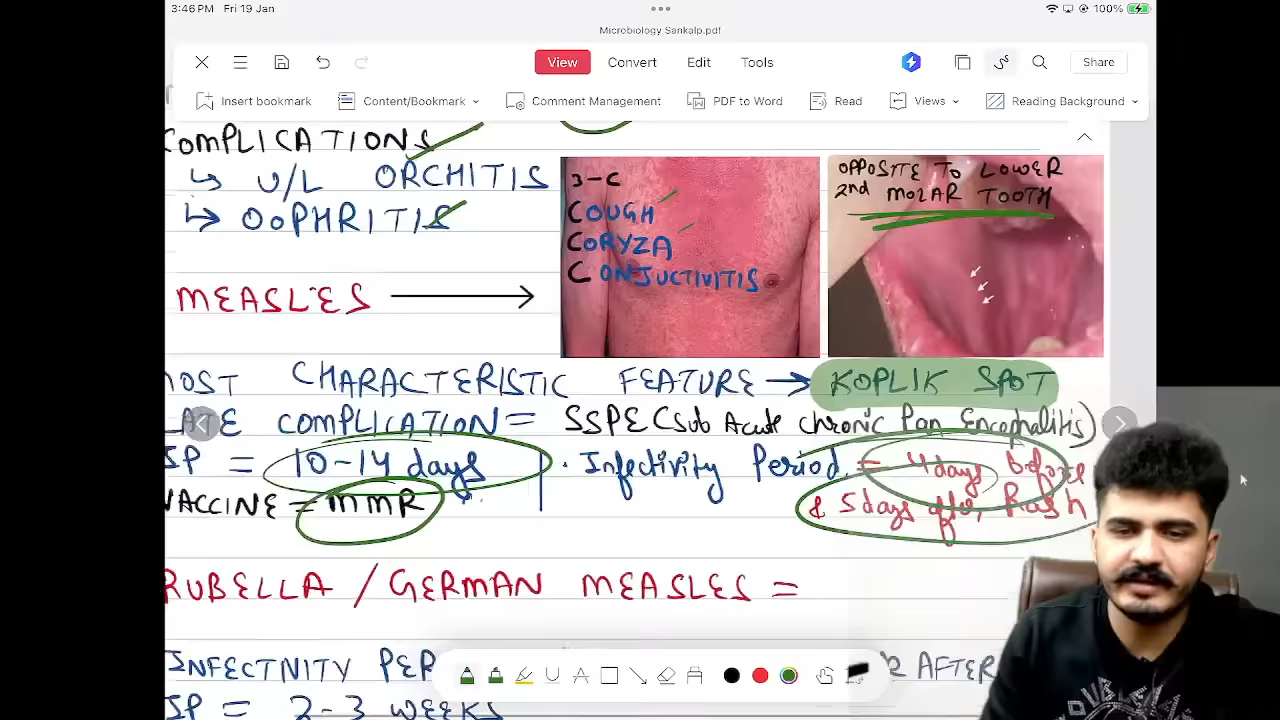 3:46 PM Fri 19 Jan
100%
Microbiology Sankalp.pdf
View Convert Edit Tools Share
Insert bookmark Content/Bookmark Comment Management PDF to Word Read Views Reading Background
COMPLICATIONS
U/L ORCHITIS
OOPHRITIS
3-C
COUGH
CORYZA
CONJUCTIVITIS
OPPOSITE TO LOWER
2nd MOLAR TOOTH
MEASLES
MOST CHARACTERISTIC FEATURE → KOPLIK SPOT
LATE COMPLICATION = SSPE (Sub Acute chronic Pan Encephalitis)
IP = 10-14 days
. Infectivity Period = 4 days before
& 5 days after Rash
VACCINE = MMR
RUBELLA / GERMAN MEASLES =
INFECTNITY PER
AFTER
IP = 2-3 WEEKS